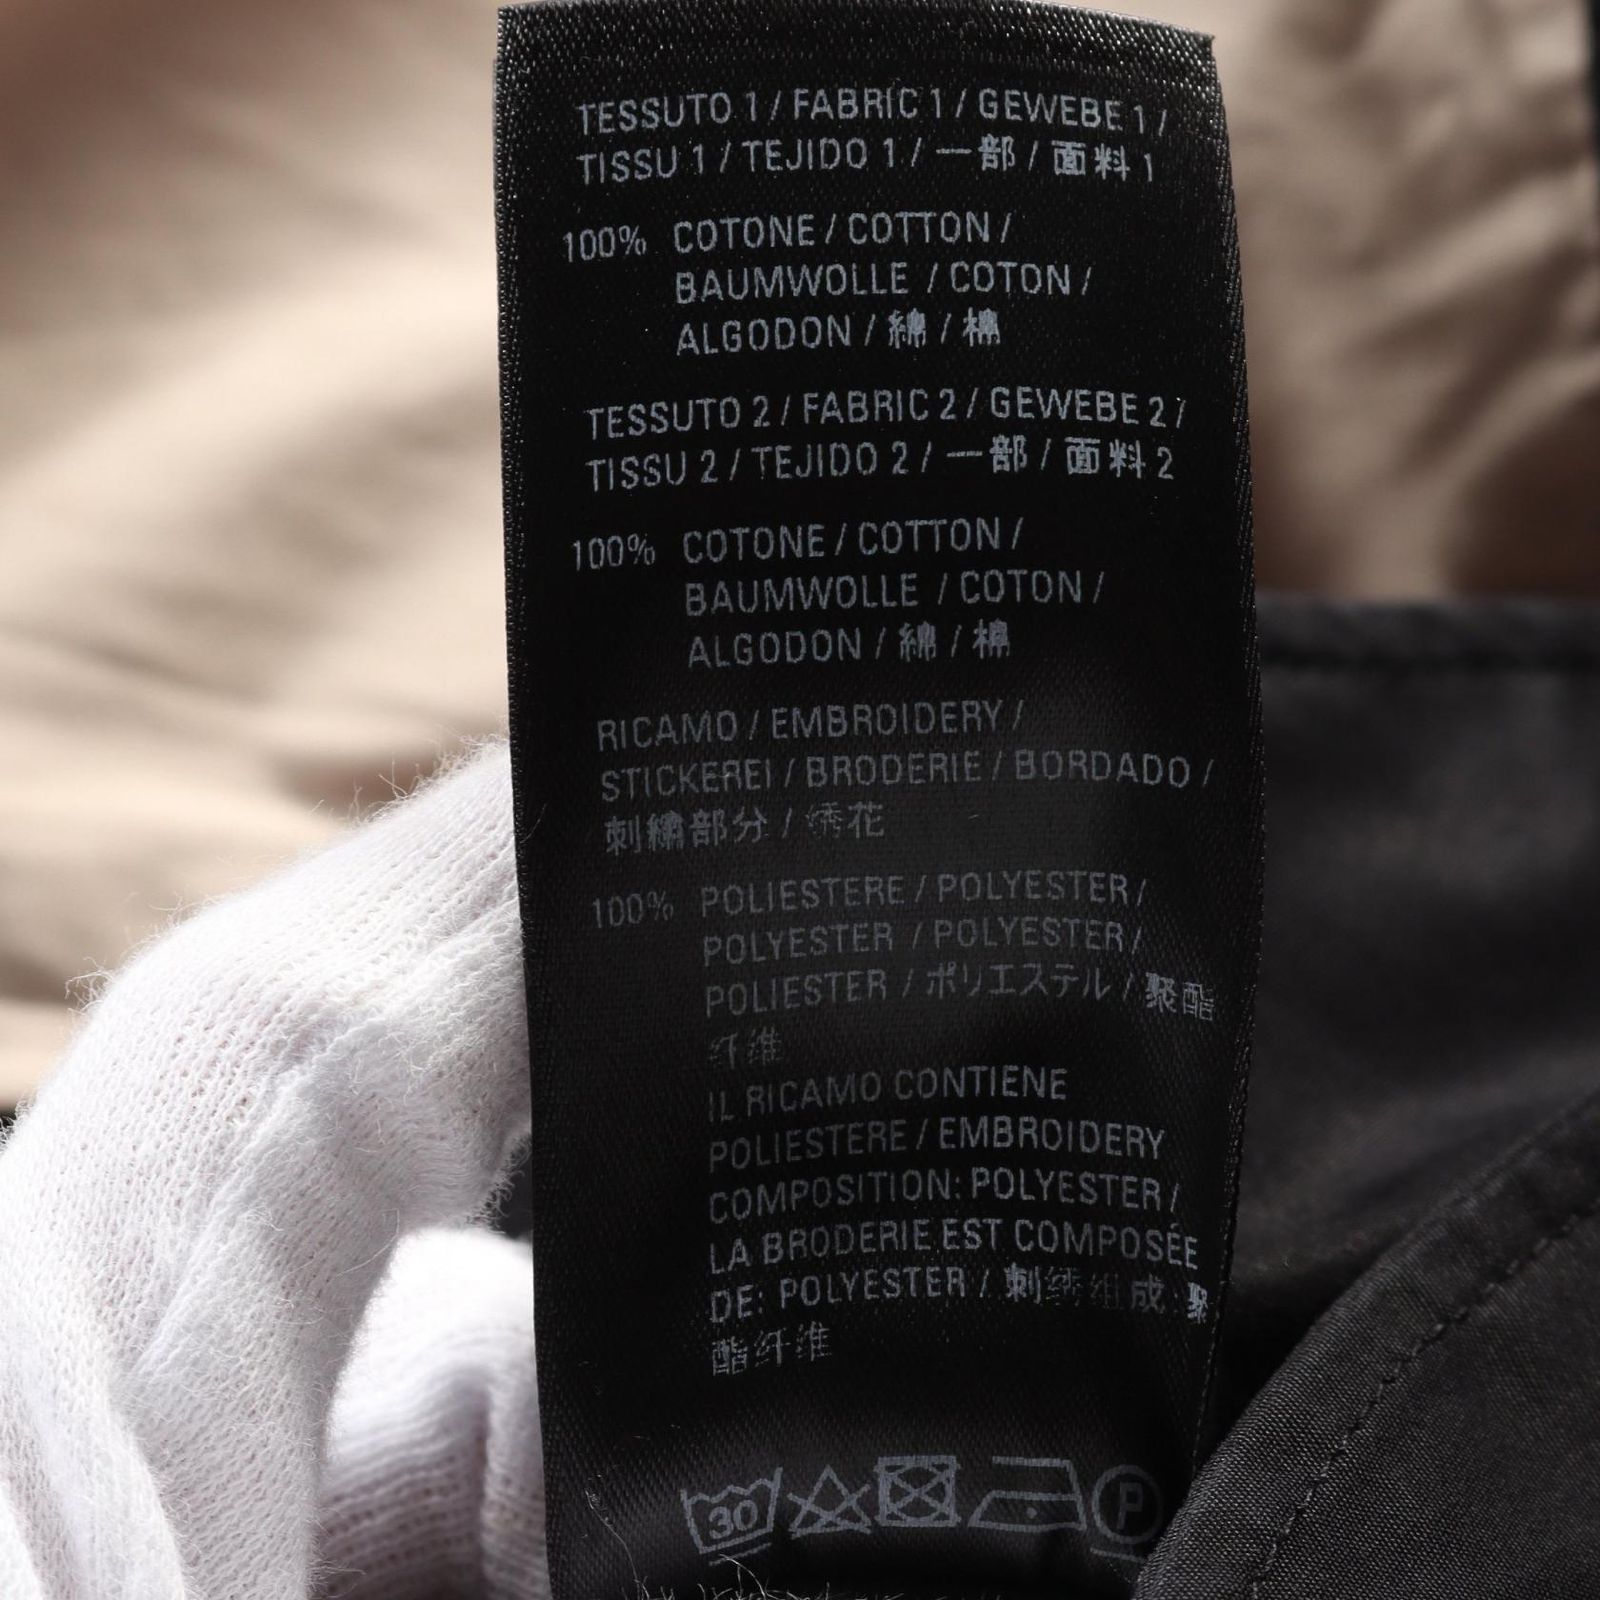 TESSUTO 1 / FABRIC 1 / GEWEBE 1 /
TISSU 1 / TEJIDO 1 / 一部 / 面料 1
100% COTONE / COTTON /
BAUMWOLLE / COTON /
ALGODON / 綿 / 棉
TESSUTO 2 / FABRIC 2 / GEWEBE 2 /
TISSU 2 / TEJIDO 2 / 一部 / 面料 2
100% COTONE / COTTON /
BAUMWOLLE / COTON /
ALGODON / 綿 / 棉
RICAMO / EMBROIDERY /
STICKEREI / BRODERIE / BORDADO /
刺繍部分 / 绣花
100% POLIESTERE / POLYESTER /
POLYESTER / POLYESTER /
POLIESTER / ポリエステル / 聚酯
纤维
IL RICAMO CONTIENE
POLIESTERE / EMBROIDERY
COMPOSITION: POLYESTER /
LA BRODERIE EST COMPOSÉE
DE: POLYESTER / 刺绣组成:聚
酯纤维
30 P